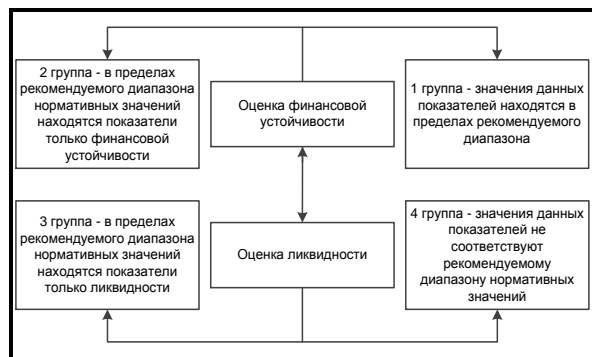 2 группа - в пределах
рекомендуемого диапазона
нормативных значений
находятся показатели
только финансовой
устойчивости
Оценка финансовой
устойчивости
1 группа - значения данных
показателей находятся в
пределах рекомендуемого
диапазона
3 группа - в пределах
рекомендуемого диапазона
нормативных значений
находятся показатели
только ликвидности
Оценка ликвидности
4 группа - значения данных
показателей не
соответствуют
рекомендуемому
диапазону нормативных
значений